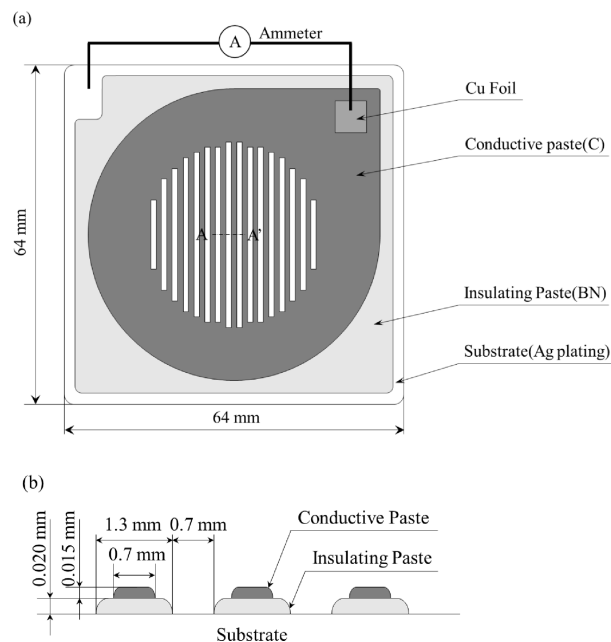 (a)
A
Ammeter
Cu Foil
Conductive paste(C)
A
A'
64 mm
Insulating Paste(BN)
Substrate(Ag plating)
64 mm
(b)
1.3 mm
0.7 mm
Conductive Paste
0.020 mm
0.015 mm
0.7 mm
Insulating Paste
Substrate